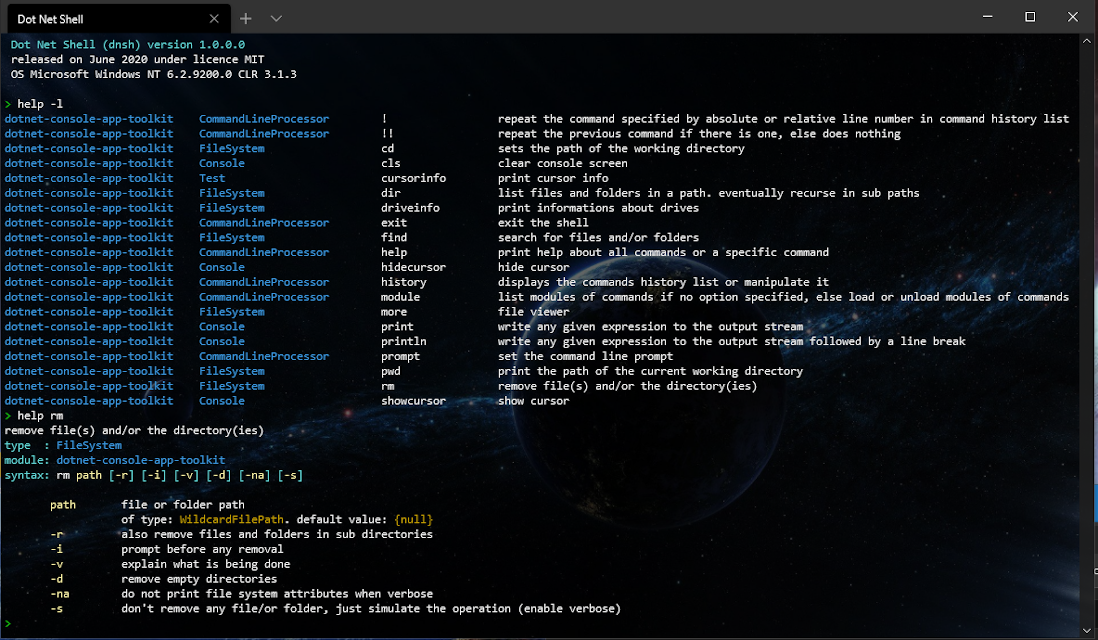 Dot Net Shell
Dot Net Shell (dnsh) version 1.0.0.0
released on June 2020 under licence MIT
OS Microsoft Windows NT 6.2.9200.0 CLR 3.1.3
> help -l
dotnet-console-app-toolkit CommandLineProcessor ! repeat the command specified by absolute or relative line number in command history list
dotnet-console-app-toolkit CommandLineProcessor !! repeat the previous command if there is one, else does nothing
dotnet-console-app-toolkit FileSystem cd sets the path of the working directory
dotnet-console-app-toolkit Console cls clear console screen
dotnet-console-app-toolkit Test cursorinfo print cursor info
dotnet-console-app-toolkit FileSystem dir list files and folders in a path. eventually recurse in sub paths
dotnet-console-app-toolkit FileSystem driveinfo print informations about drives
dotnet-console-app-toolkit CommandLineProcessor exit exit the shell
dotnet-console-app-toolkit FileSystem find search for files and/or folders
dotnet-console-app-toolkit CommandLineProcessor help print help about all commands or a specific command
dotnet-console-app-toolkit Console hidecursor hide cursor
dotnet-console-app-toolkit CommandLineProcessor history displays the commands history list or manipulate it
dotnet-console-app-toolkit CommandLineProcessor module list modules of commands if no option specified, else load or unload modules of commands
dotnet-console-app-toolkit FileSystem more file viewer
dotnet-console-app-toolkit Console print write any given expression to the output stream
dotnet-console-app-toolkit Console println write any given expression to the output stream followed by a line break
dotnet-console-app-toolkit CommandLineProcessor prompt set the command line prompt
dotnet-console-app-toolkit FileSystem pwd print the path of the current working directory
dotnet-console-app-toolkit FileSystem rm remove file(s) and/or the directory(ies)
dotnet-console-app-toolkit Console showcursor show cursor
> help rm
remove file(s) and/or the directory(ies)
type : FileSystem
module: dotnet-console-app-toolkit
syntax: rm path [-r] [-i] [-v] [-d] [-na] [-s]
path file or folder path
of type: WildcardFilePath. default value: {null}
-r also remove files and folders in sub directories
-i prompt before any removal
-v explain what is being done
-d remove empty directories
-na do not print file system attributes when verbose
-s don't remove any file/or folder, just simulate the operation (enable verbose)
>